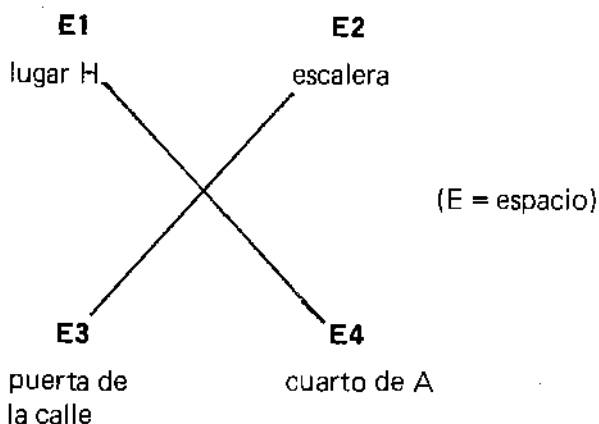 E1 E2
lugar H escalera
(E = espacio)
E3 E4
puerta de cuarto de A
la calle